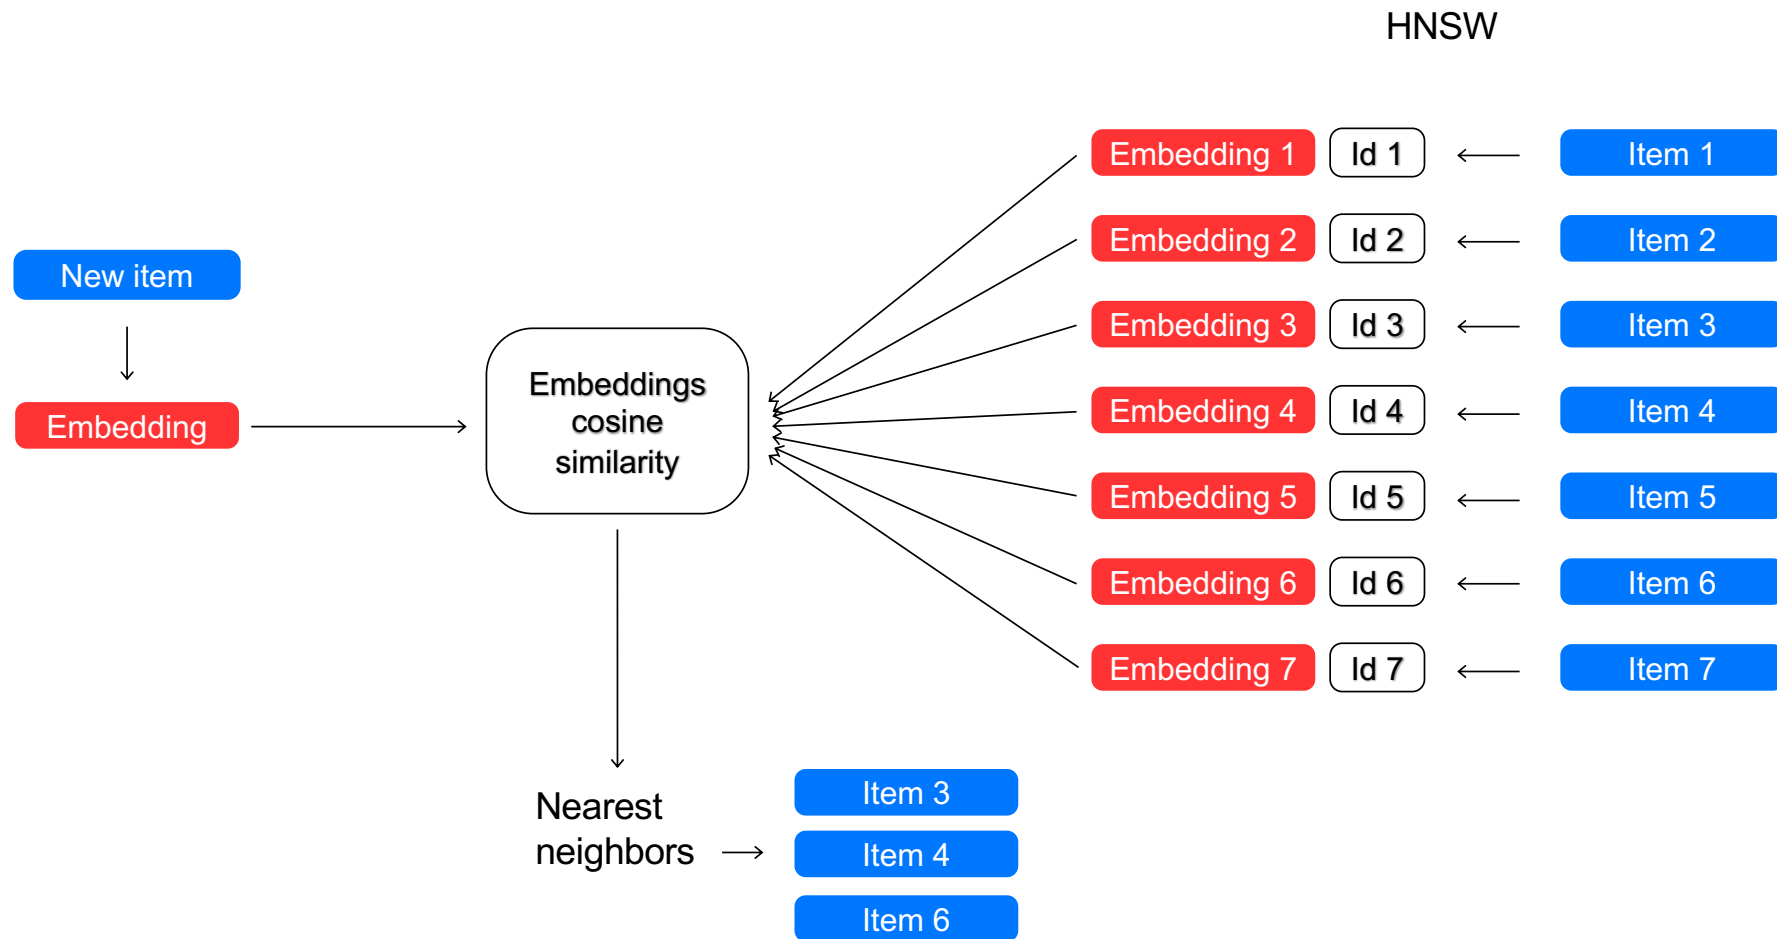 HNSW
Embedding 1 Id 1 Item 1
Embedding 2 Id 2 Item 2
New item
Embedding 3 Id 3 Item 3
Embeddings
cosine
similarity
Embedding
Embedding 4 Id 4 Item 4
Embedding 5 Id 5 Item 5
Embedding 6 Id 6 Item 6
Embedding 7 Id 7 Item 7
Nearest
neighbors
Item 3
Item 4
Item 6